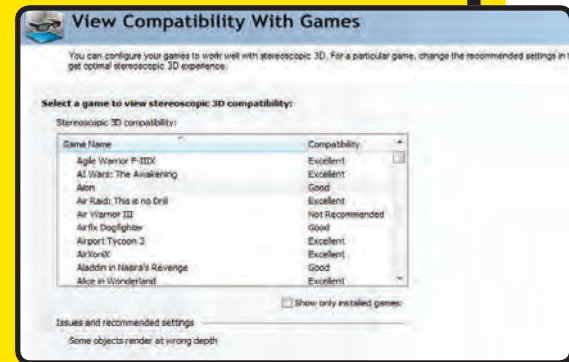 View Compatibility With Games
You can configure your games to work well with stereoscopic 3D. For a particular game, change the recommended settings in
get optimal stereoscopic 3D experience.
Select a game to view stereoscopic 3D compatibility:
Stereoscopic 3D compatibility:
Game Name Compatibility
Agile Warrior F-IIIX Excellent
AI Wars: The Awakening Excellent
Aion Good
Air Raid: This is no Drill Excellent
Air Warrior III Not Recommended
Airfix Dogfighter Good
Airport Tycoon 3 Excellent
AirXoniX Excellent
Aladdin in Nasira's Revenge Good
Alice in Wonderland Excellent
Show only installed games
Issues and recommended settings
Some objects render at wrong depth